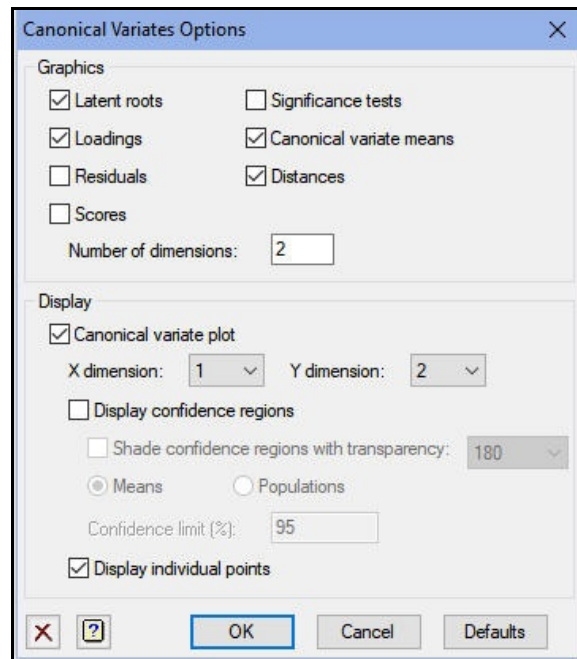 Canonical Variates Options
Graphics
Latent roots Significance tests
Loadings Canonical variate means
Residuals Distances
Scores
Number of dimensions: 2
Display
Canonical variate plot
X dimension: 1 Y dimension: 2
Display confidence regions
Shade confidence regions with transparency: 180
Means Populations
Confidence limit (%): 95
Display individual points
OK Cancel Defaults